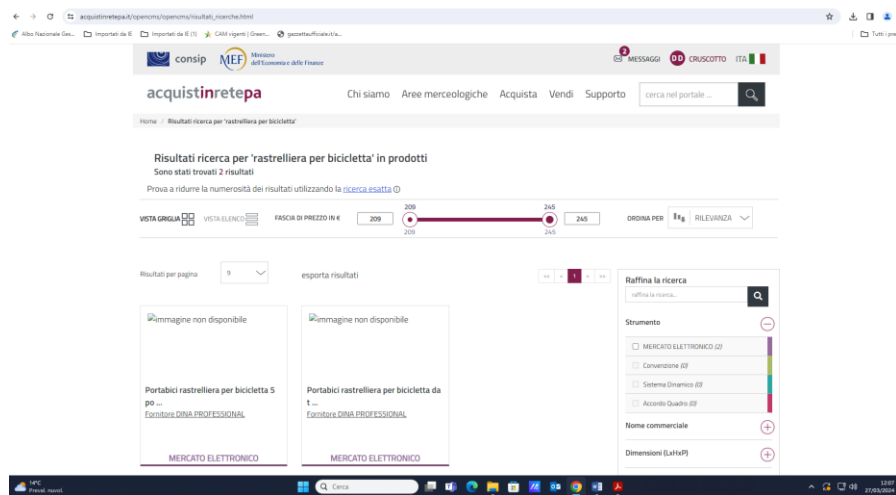 acquistinretepa.it/opencms/opencms/risultati_ricerche.html
Albo Nazionale Ges... Importati da IE Importati da IE (1) CAM vigenti | Green... gazzettaufficiale.it/a...
Tutti i pre
consip MEF Ministero dell'Economia e delle Finanze 2 MESSAGGI DD CRUSCOTTO ITA
acquistinretepa Chi siamo Aree merceologiche Acquista Vendi Supporto cerca nel portale ...
Home / Risultati ricerca per 'rastrelliera per bicicletta'
Risultati ricerca per 'rastrelliera per bicicletta' in prodotti
Sono stati trovati 2 risultati
Prova a ridurre la numerosità dei risultati utilizzando la ricerca esatta
209 245
VISTA GRIGLIA VISTA ELENCO FASCIA DI PREZZO IN € 209 245 ORDINA PER RILEVANZA
209 245
Risultati per pagina 9 esporta risultati << < 1 > >>
Raffina la ricerca
raffina la ricerca...
Strumento
MERCATO ELETTRONICO (2)
Convenzione (0)
Sistema Dinamico (0)
Accordo Quadro (0)
Nome commerciale
Dimensioni (LxHxP)
immagine non disponibile
Portabici rastrelliera per bicicletta 5
po ...
Fornitore DINA PROFESSIONAL
MERCATO ELETTRONICO
immagine non disponibile
Portabici rastrelliera per bicicletta da
t ...
Fornitore DINA PROFESSIONAL
MERCATO ELETTRONICO
14°C
Preval. nuvol.
Cerca
27/03/2024